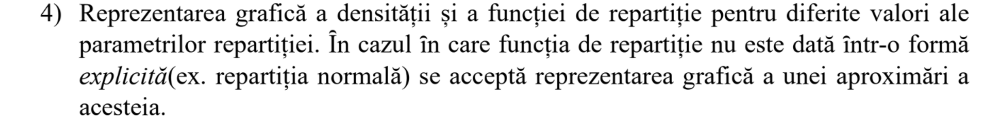 4) Reprezentarea grafică a densității și a funcției de repartiție pentru diferite valori ale
parametrilor repartiției. În cazul în care funcția de repartiție nu este dată într-o formă
explicită(ex. repartiția normală) se acceptă reprezentarea grafică a unei aproximări a
acesteia.